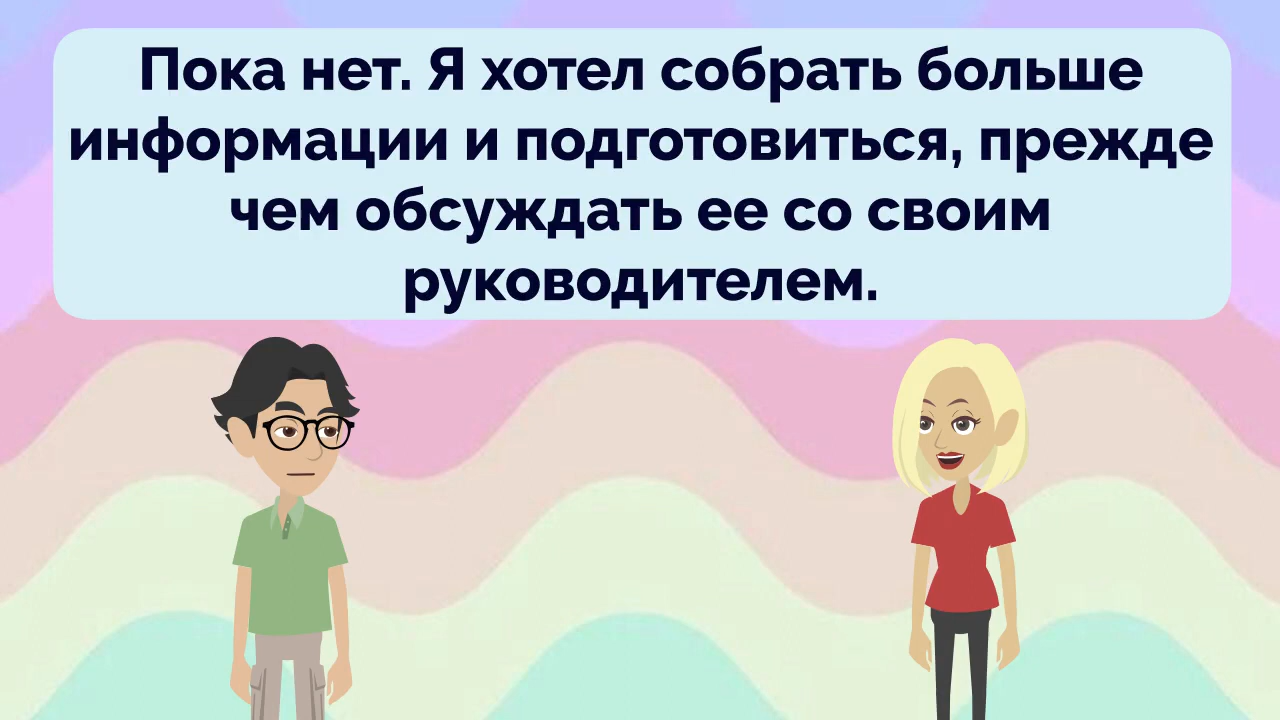 Пока нет. Я хотел собрать больше
информации и подготовиться, прежде
чем обсуждать ее со своим
руководителем.